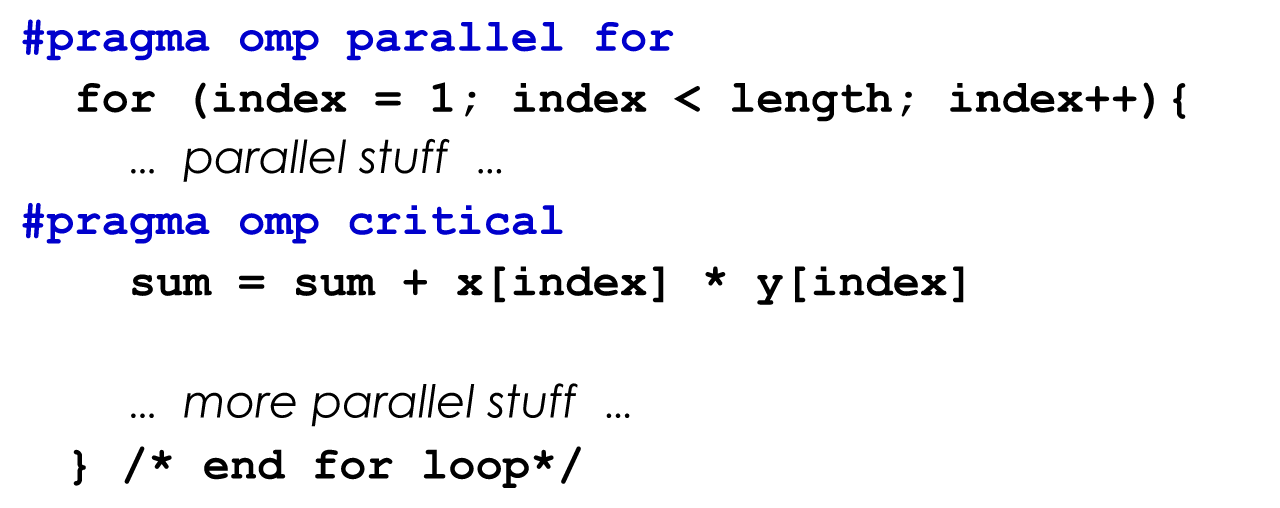 #pragma omp parallel for
for (index = 1; index < length; index++){
… parallel stuff …
#pragma omp critical
sum = sum + x[index] * y[index]
… more parallel stuff …
} /* end for loop*/